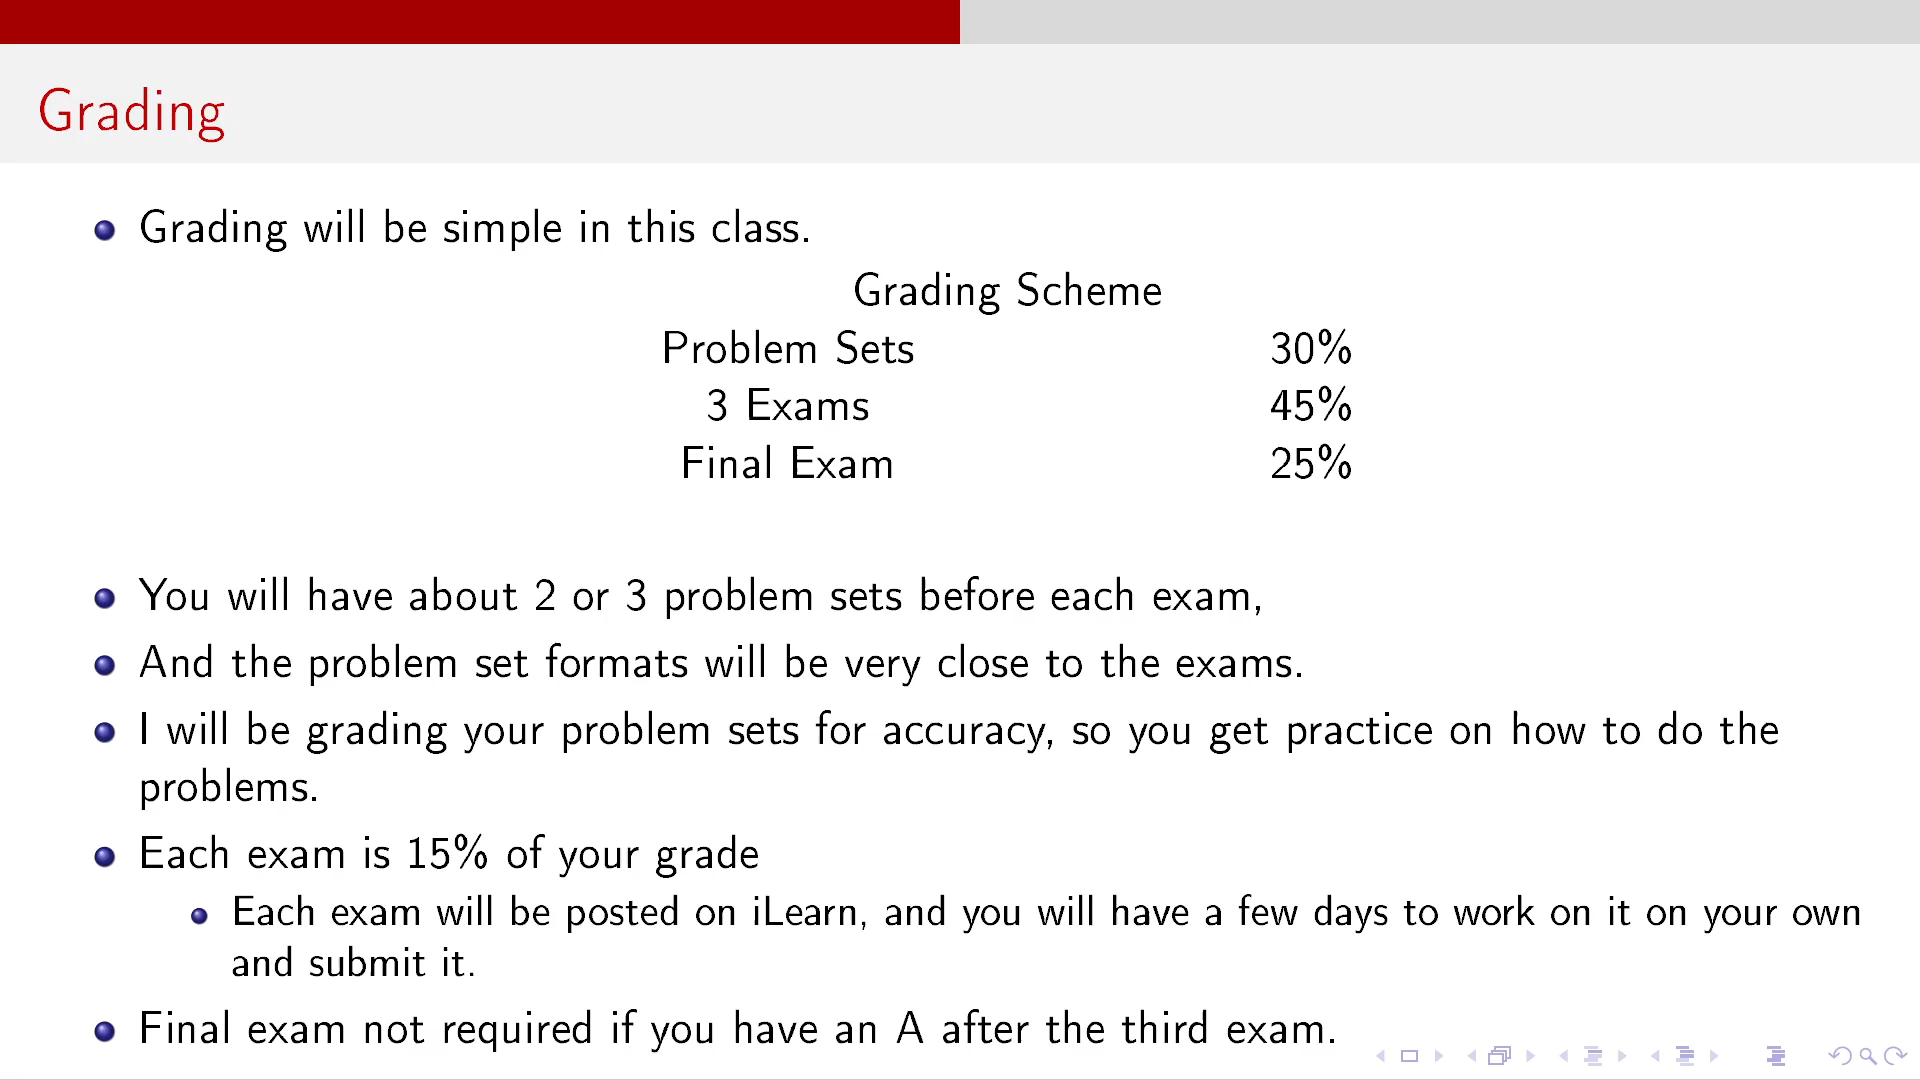 Grading
Grading will be simple in this class.
Grading Scheme
Problem Sets 30%
3 Exams 45%
Final Exam 25%
You will have about 2 or 3 problem sets before each exam,
And the problem set formats will be very close to the exams.
I will be grading your problem sets for accuracy, so you get practice on how to do the
problems.
Each exam is 15% of your grade
Each exam will be posted on iLearn, and you will have a few days to work on it on your own
and submit it.
Final exam not required if you have an A after the third exam.